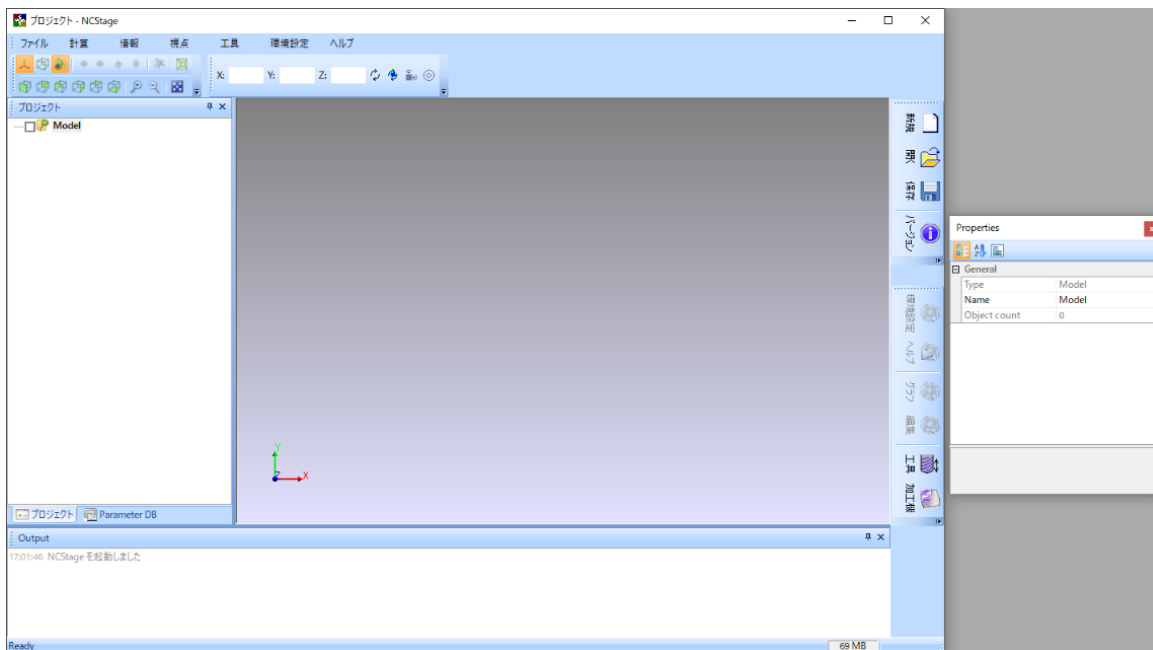 プロジェクト - NCStage
ファイル 計算 情報 視点 工具 環境設定 ヘルプ
X: Y: Z:
プロジェクト
Model
新規
開く
保存
バージョン
環境設定
ヘルプ
グラフ
編集
工具
加工機
Y
Z
X
プロジェクト Parameter DB
Output
17:01:46 NCStage を起動しました
Ready 69 MB
Properties
General
Type Model
Name Model
Object count 0